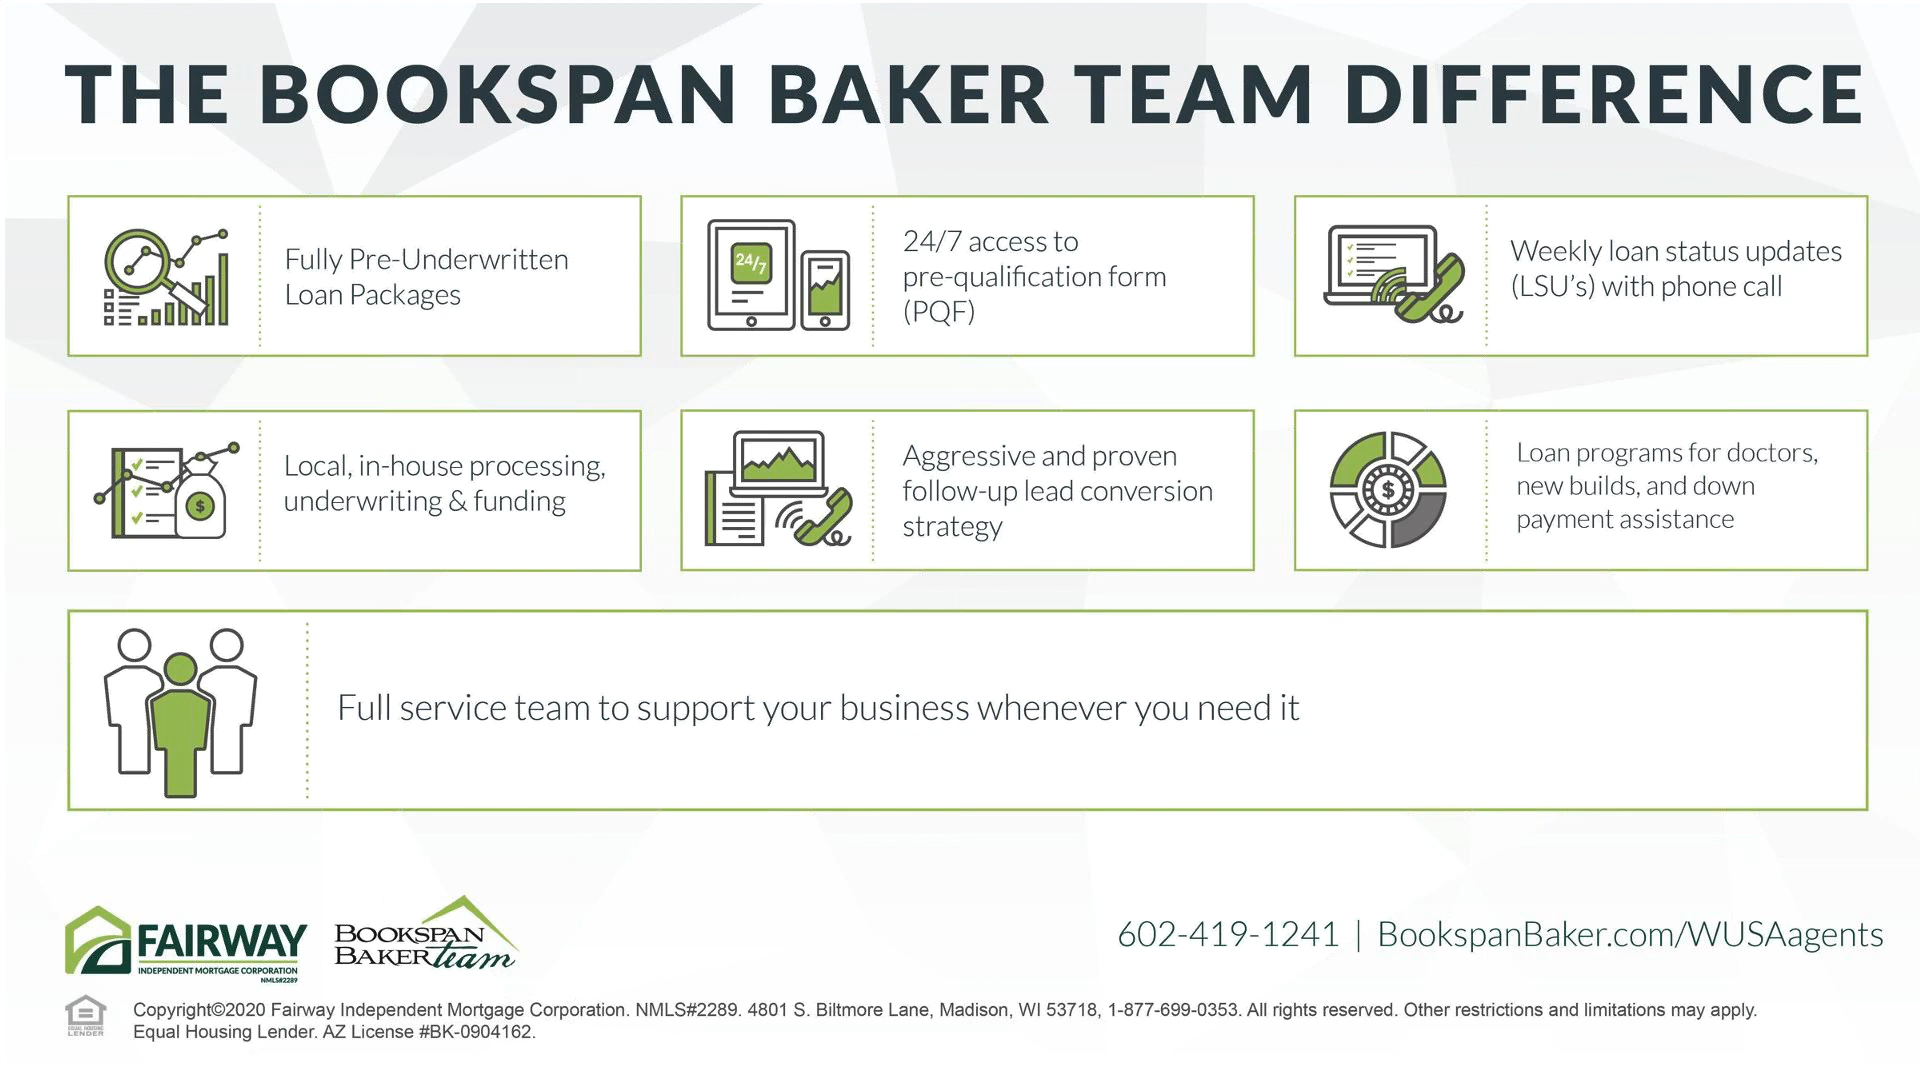 THE BOOKSPAN BAKER TEAM DIFFERENCE
Fully Pre-Underwritten
Loan Packages
24/7
24/7 access to
pre-qualification form
(PQF)
Weekly loan status updates
(LSU's) with phone call
$
Local, in-house processing,
underwriting & funding
Aggressive and proven
follow-up lead conversion
strategy
$
Loan programs for doctors,
new builds, and down
payment assistance
Full service team to support your business whenever you need it
FAIRWAY
INDEPENDENT MORTGAGE CORPORATION
NMLS#2289
BOOKSPAN
BAKER team
602-419-1241 | BookspanBaker.com/WUSAagents
EQUAL HOUSING
LENDER
Copyright©2020 Fairway Independent Mortgage Corporation. NMLS#2289. 4801 S. Biltmore Lane, Madison, WI 53718, 1-877-699-0353. All rights reserved. Other restrictions and limitations may apply.
Equal Housing Lender. AZ License #BK-0904162.